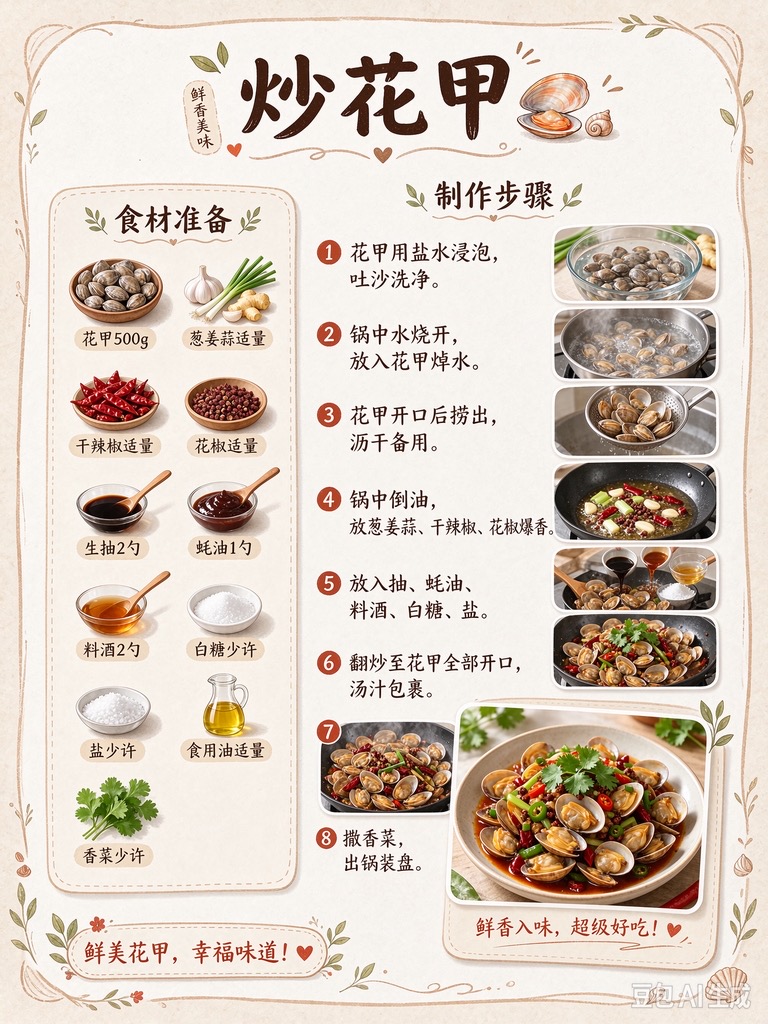 鲜香美味
炒花甲
食材准备
花甲500g
葱姜蒜适量
干辣椒适量
花椒适量
生抽2勺
蚝油1勺
料酒2勺
白糖少许
盐少许
食用油适量
香菜少许
制作步骤
1 花甲用盐水浸泡，
吐沙洗净。
2 锅中水烧开，
放入花甲焯水。
3 花甲开口后捞出，
沥干备用。
4 锅中倒油，
放葱姜蒜、干辣椒、花椒爆香。
5 放入抽、蚝油、
料酒、白糖、盐。
6 翻炒至花甲全部开口，
汤汁包裹。
7
8 撒香菜，
出锅装盘。
鲜香入味，超级好吃！
鲜美花甲，幸福味道！
豆包AI生成